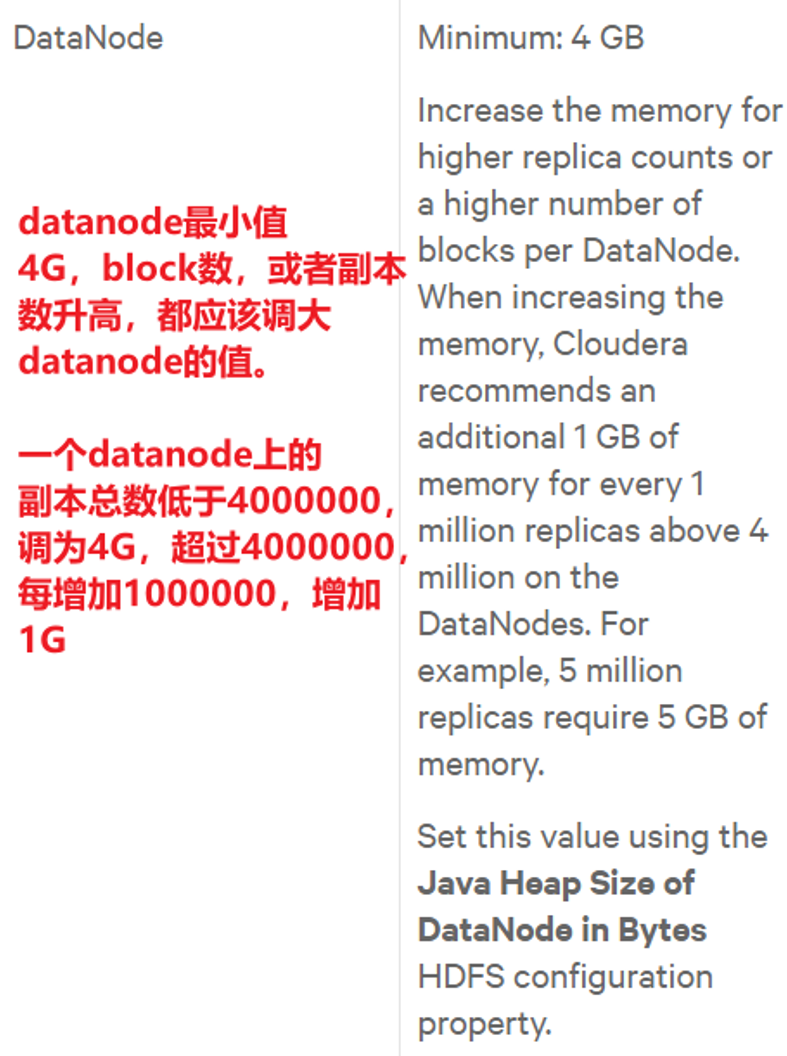 DataNode
datanode最小值
4G，block数，或者副本
数升高，都应该调大
datanode的值。
一个datanode上的
副本总数低于4000000，
调为4G，超过4000000，
每增加1000000，增加
1G
Minimum: 4 GB
Increase the memory for
higher replica counts or
a higher number of
blocks per DataNode.
When increasing the
memory, Cloudera
recommends an
additional 1 GB of
memory for every 1
million replicas above 4
million on the
DataNodes. For
example, 5 million
replicas require 5 GB of
memory.
Set this value using the
Java Heap Size of
DataNode in Bytes
HDFS configuration
property.